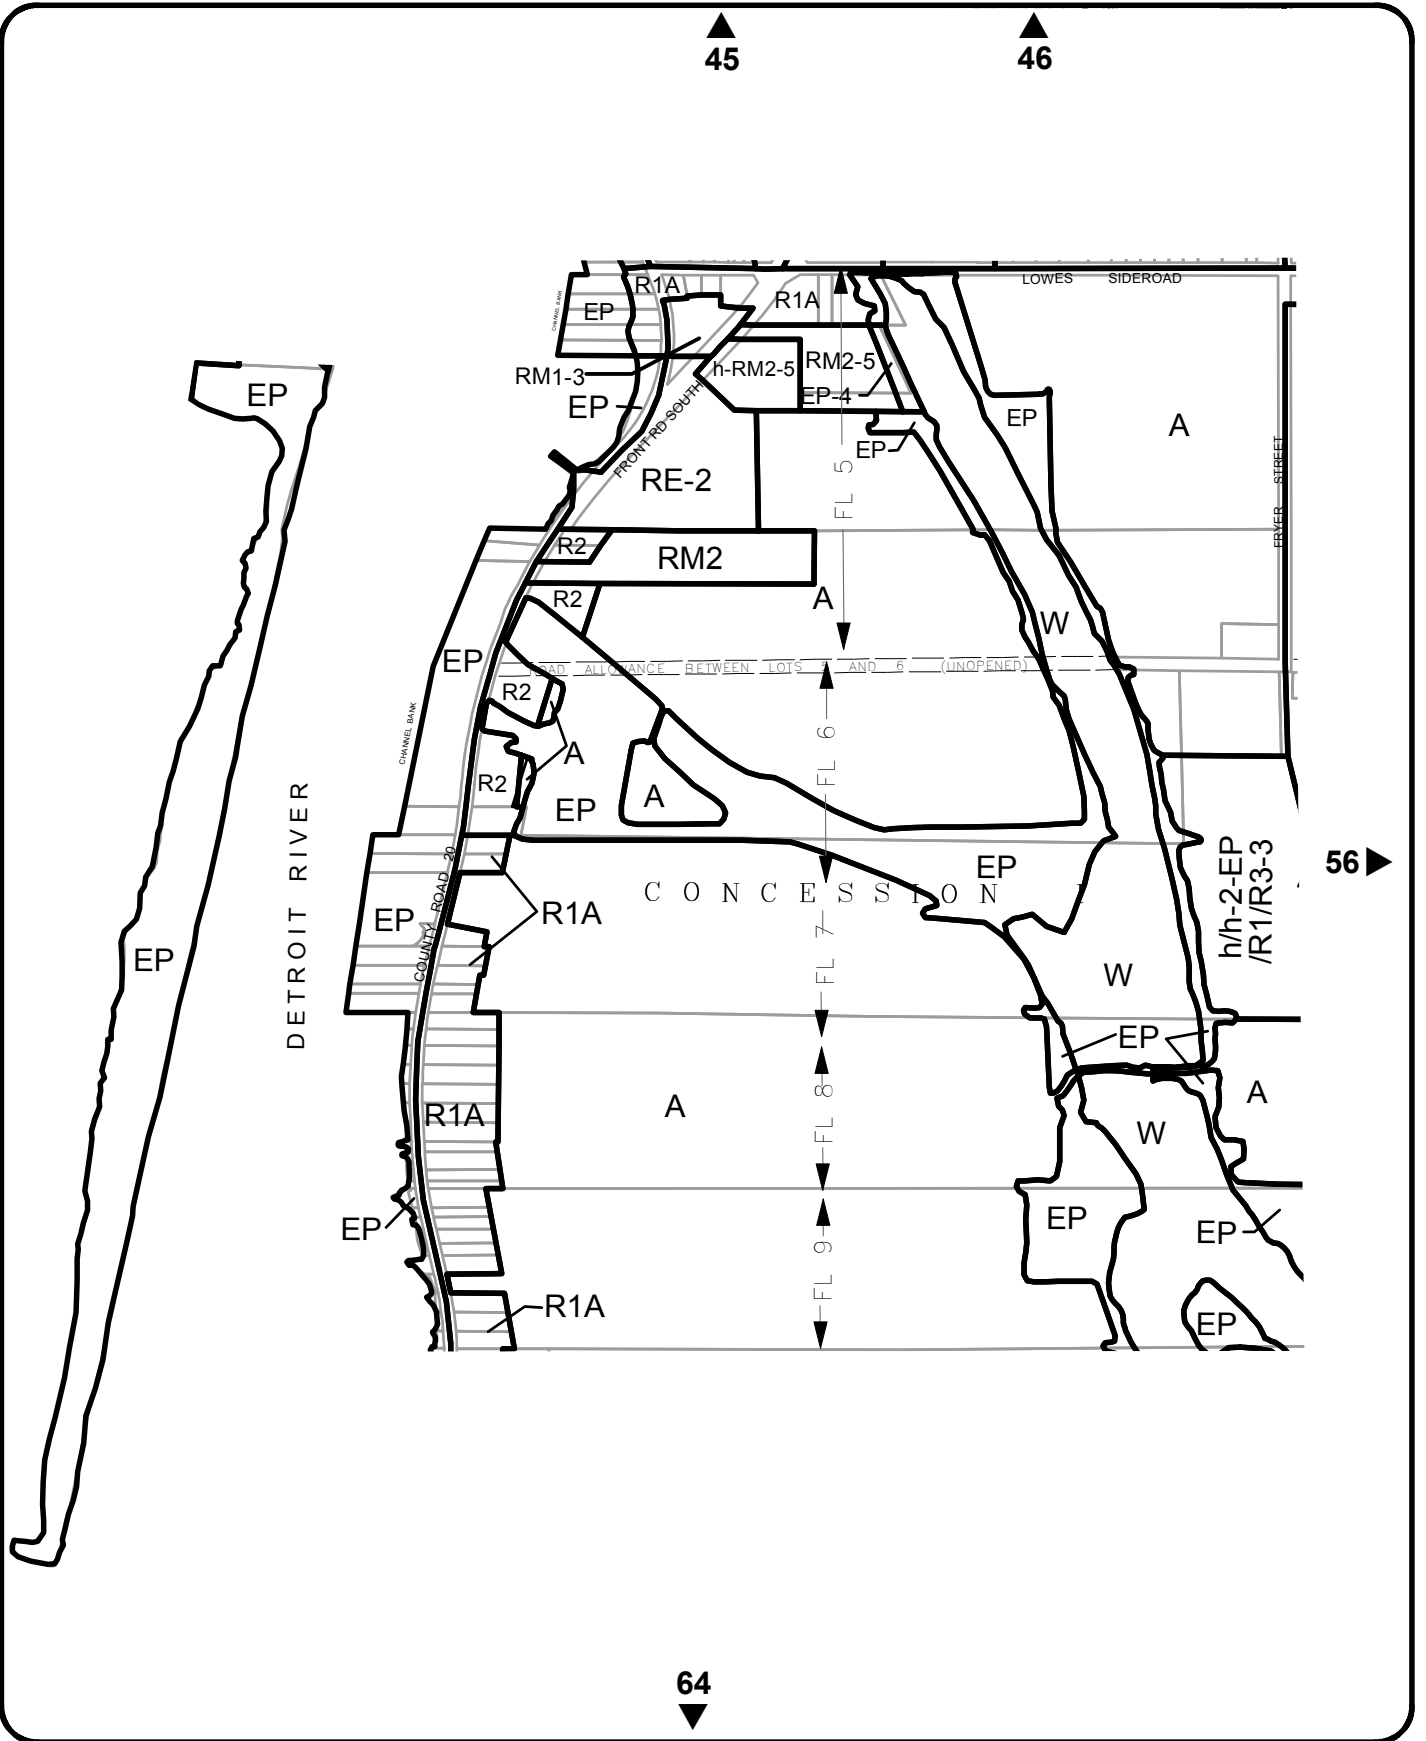 45
46
LOWES SIDEROAD
R1A
R1A
EP
CHANNEL BANK
RM1-3
h-RM2-5
RM2-5
EP-4
EP
EP
EP
EP
A
FRONT RD SOUTH
RE-2
FL 5
FRYER STREET
R2
RM2
R2
A
W
EP
ROAD ALLOWANCE BETWEEN LOTS 5 AND 6 (UNOPENED)
R2
CHANNEL BANK
A
R2
EP
A
FL 6
DETROIT RIVER
COUNTY ROAD 20
EP
CONCESSION I
h/h-2-EP
/R1/R3-3
56
EP
R1A
FL 7
EP
W
EP
R1A
A
FL 8
A
W
EP
EP
EP
FL 9
R1A
EP
64